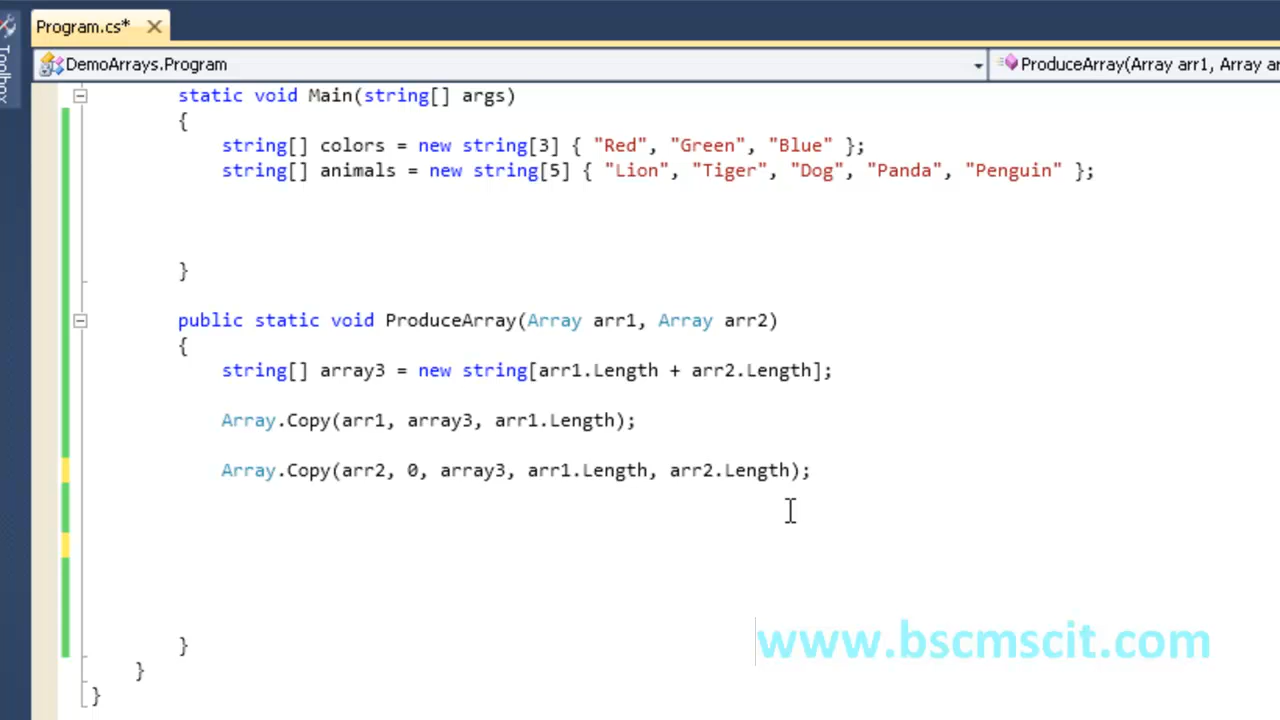 Program.cs*
Toolbox
DemoArrays.Program
ProduceArray(Array arr1, Array ar
static void Main(string[] args)
{
string[] colors = new string[3] { "Red", "Green", "Blue" };
string[] animals = new string[5] { "Lion", "Tiger", "Dog", "Panda", "Penguin" };
}
public static void ProduceArray(Array arr1, Array arr2)
{
string[] array3 = new string[arr1.Length + arr2.Length];
Array.Copy(arr1, array3, arr1.Length);
Array.Copy(arr2, 0, array3, arr1.Length, arr2.Length);
}
}
}
www.bscmscit.com